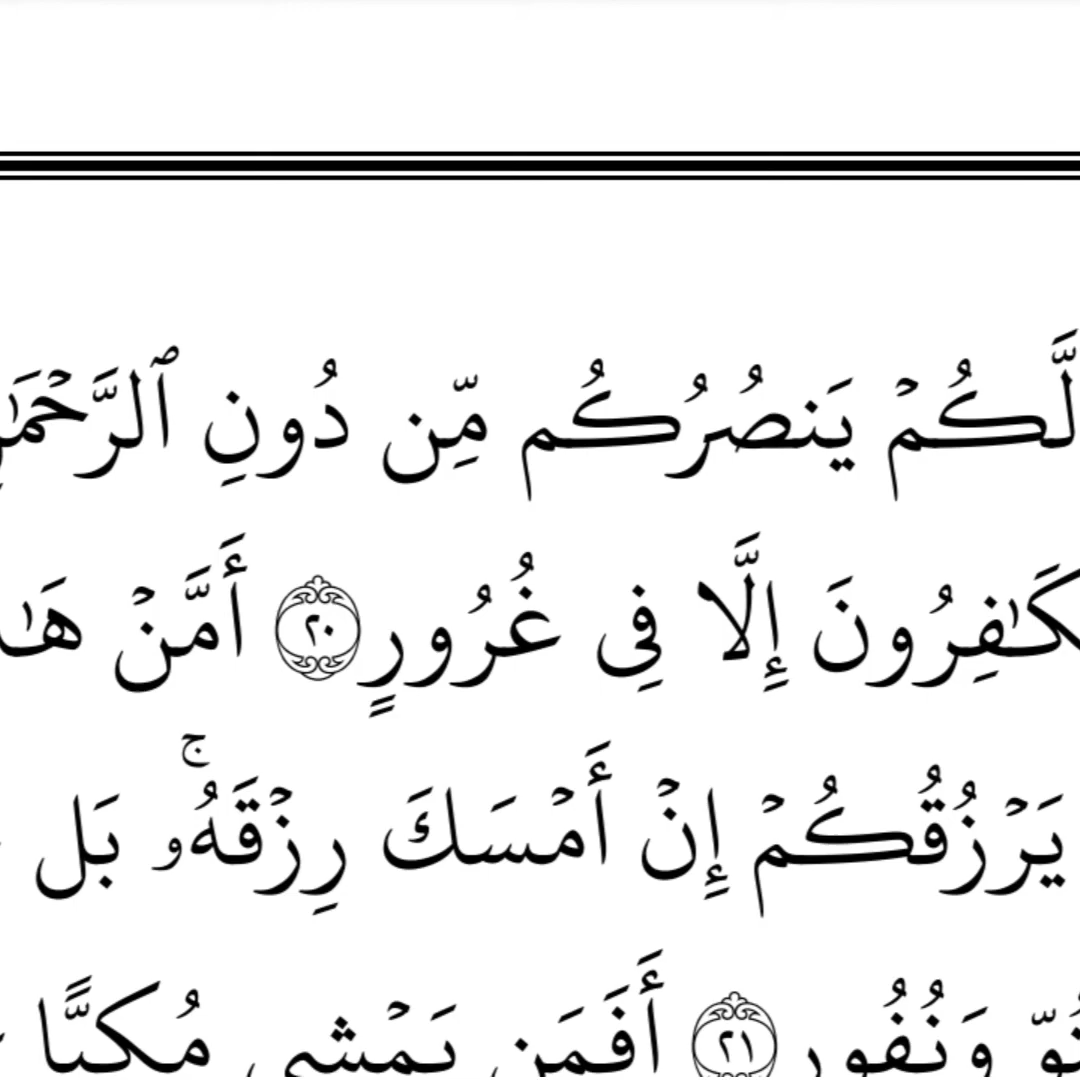 لَّكُمۡ يَنصُرُكُم مِّن دُونِ ٱلرَّحۡمَٰنِ
كَٰفِرُونَ إِلَّا فِي غُرُورٍ ٢٠ أَمَّنۡ هَٰ
يَرۡزُقُكُمۡ إِنۡ أَمۡسَكَ رِزۡقَهُۥۚ بَل
وَنُفُورٍ ٢١ أَفَمَن يَمۡشِي مُكِبًّا